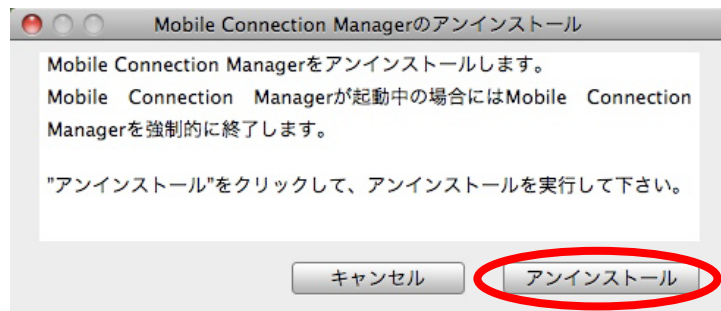 Mobile Connection Managerのアンインストール
Mobile Connection Managerをアンインストールします。
Mobile Connection Managerが起動中の場合にはMobile Connection
Managerを強制的に終了します。
"アンインストール"をクリックして、アンインストールを実行して下さい。
キャンセル アンインストール